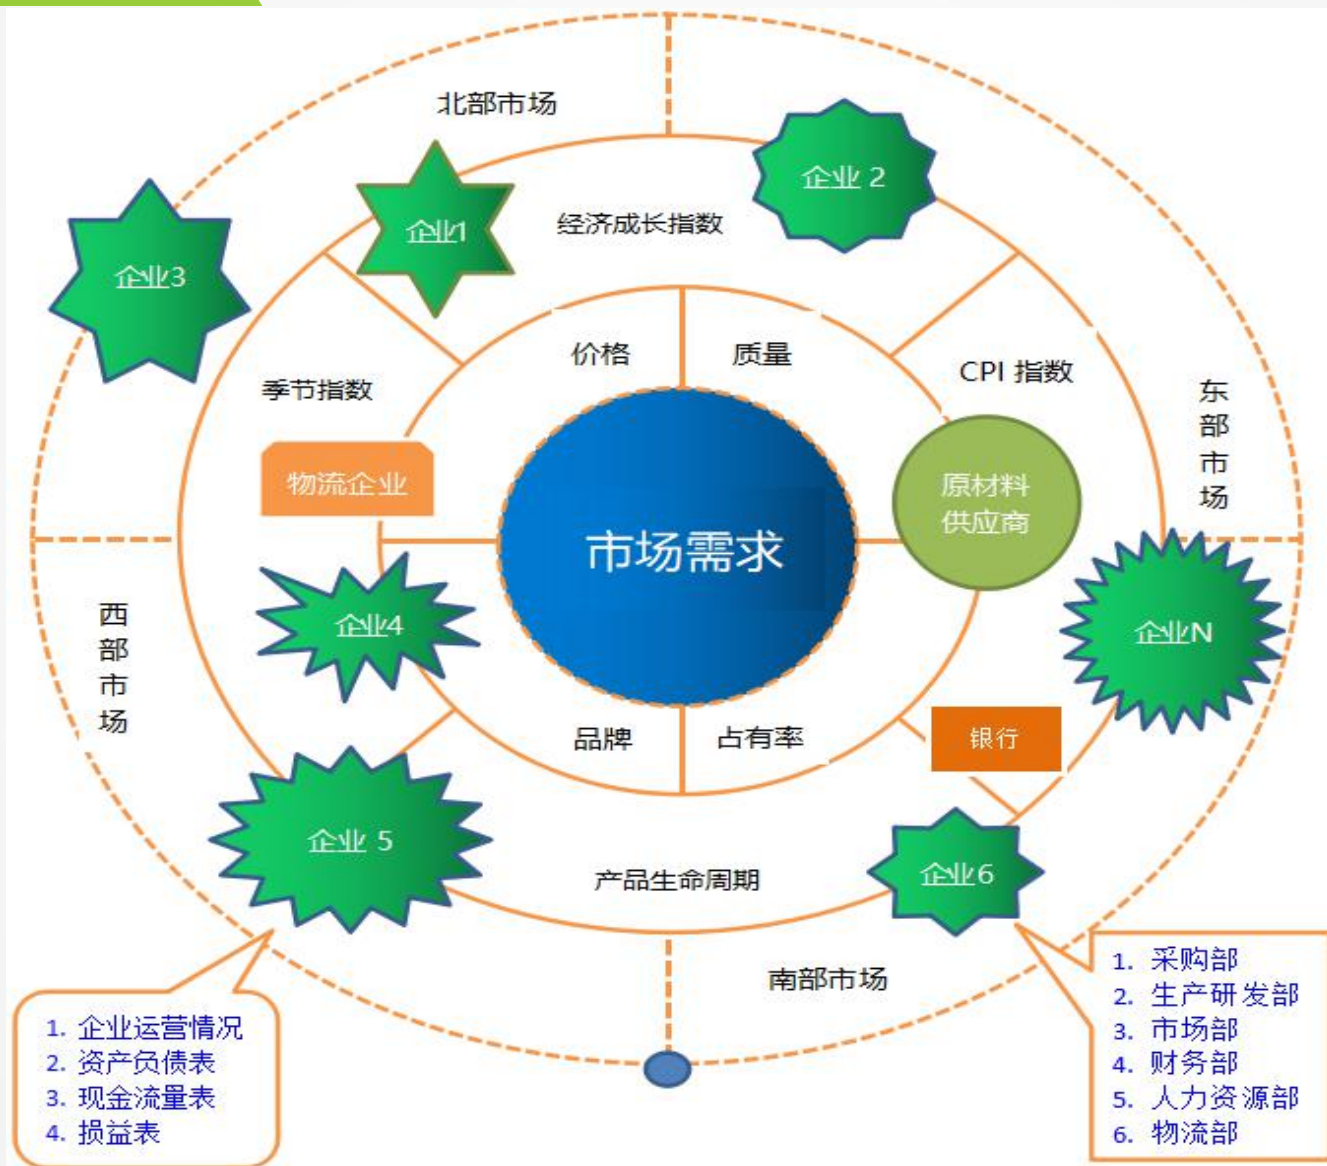 北部市场
企业 2
企业1
经济成长指数
企业3
价格
质量
CPI 指数
季节指数
东
部
市
场
物流企业
原材料
供应商
市场需求
西
部
市
场
企业4
企业N
品牌
占有率
银行
企业 5
产品生命周期
企业6
南部市场
1. 采购部
2. 生产研发部
3. 市场部
4. 财务部
5. 人力资源部
6. 物流部
1. 企业运营情况
2. 资产负债表
3. 现金流量表
4. 损益表